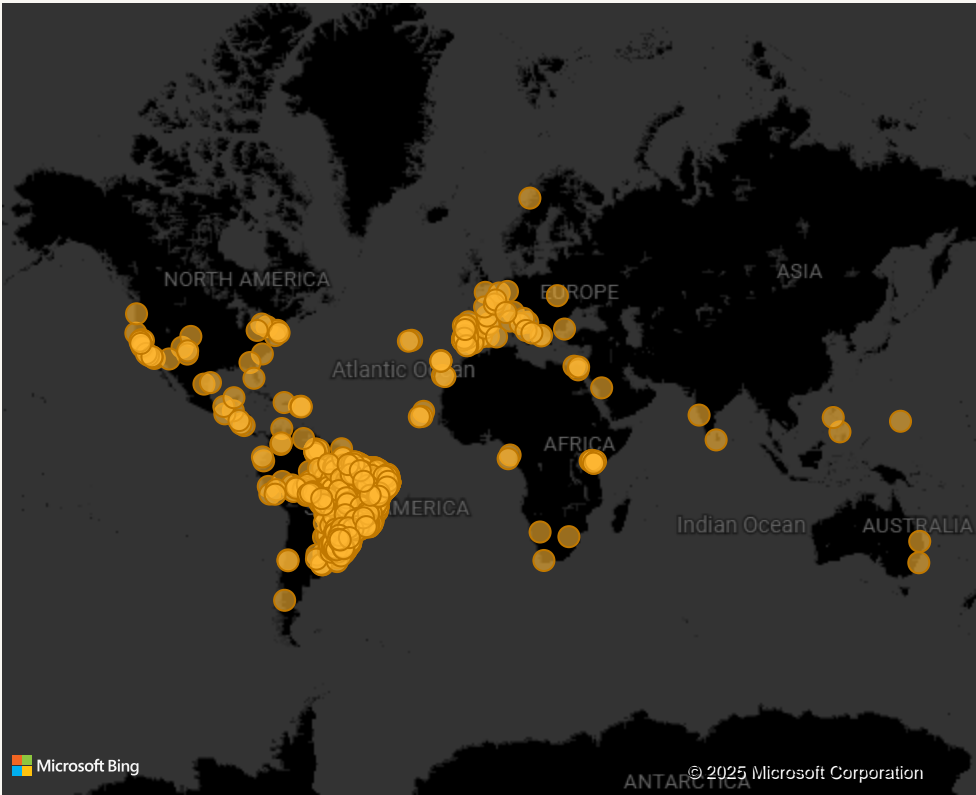 NORTH AMERICA
ASIA
EUROPE
Atlantic Ocean
AFRICA
AMERICA
Indian Ocean
AUSTRALIA
Microsoft Bing
© 2025 Microsoft Corporation
ANTARCTICA